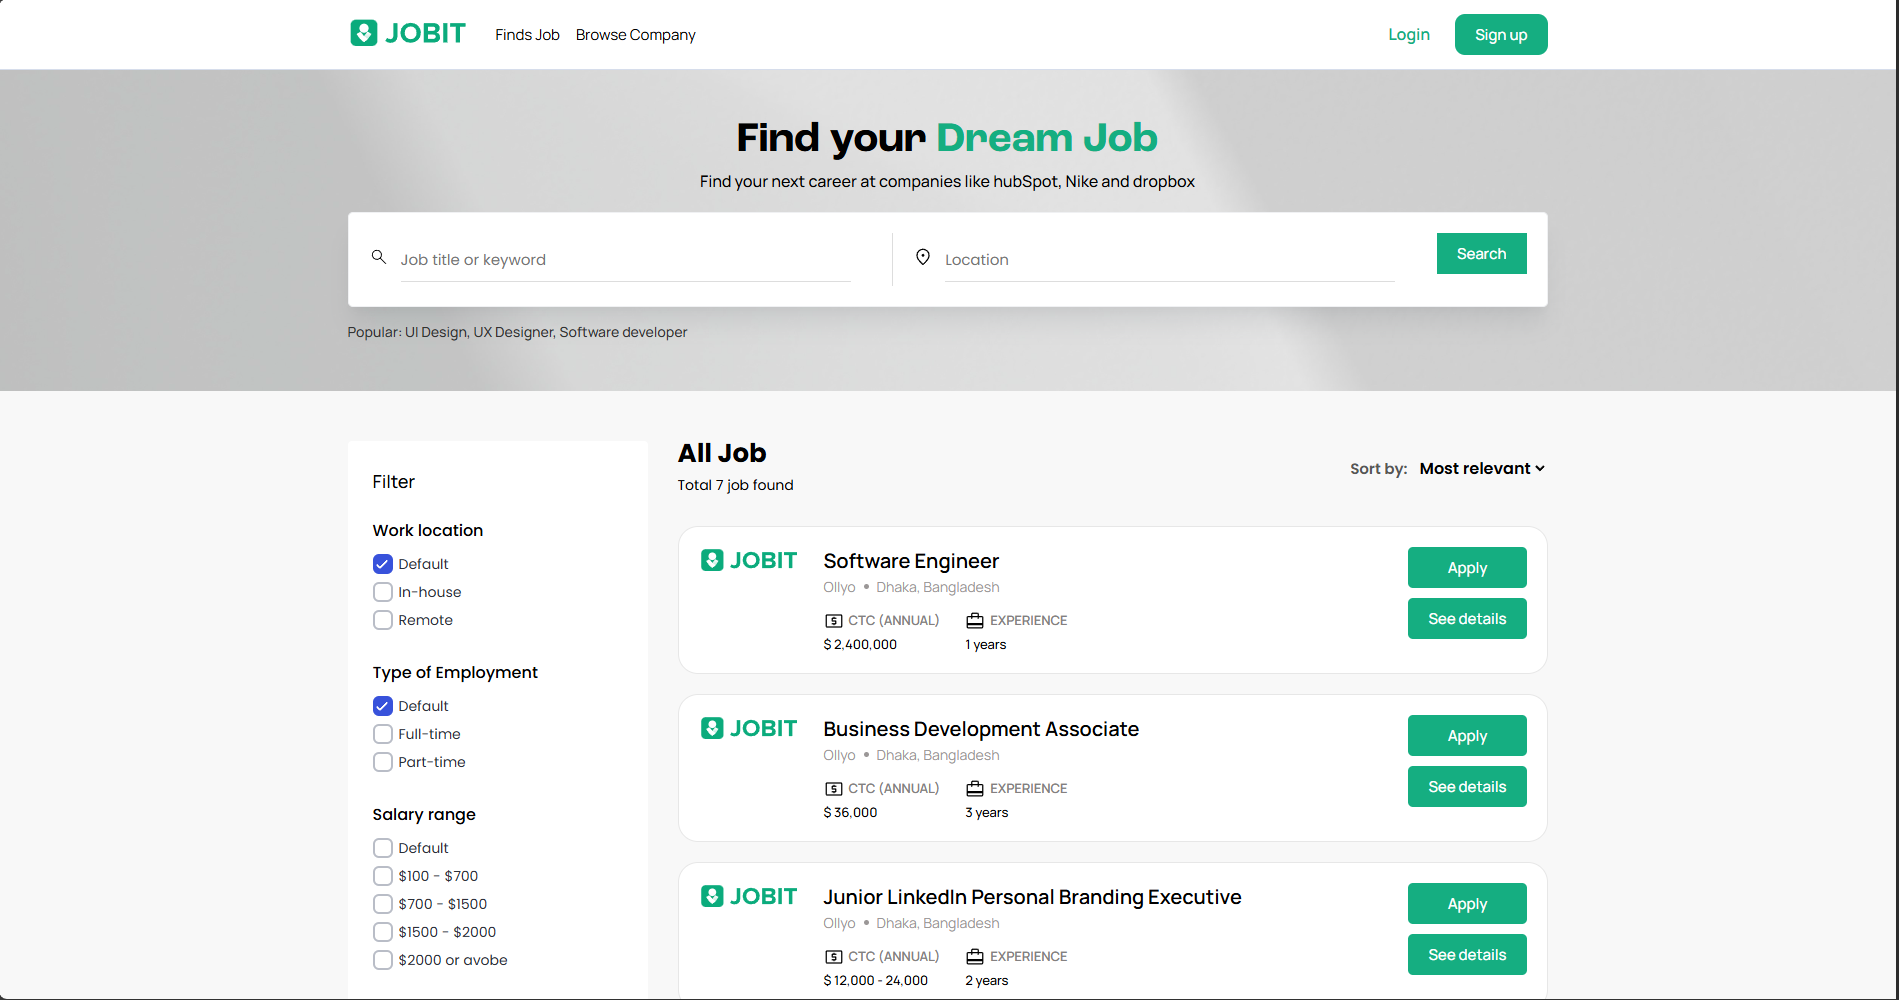 JOBIT Finds Job Browse Company Login Sign up
Find your Dream Job
Find your next career at companies like hubSpot, Nike and dropbox
Job title or keyword Location Search
Popular: UI Design, UX Designer, Software developer
Filter
Work location
Default
In-house
Remote
Type of Employment
Default
Full-time
Part-time
Salary range
Default
$100 - $700
$700 - $1500
$1500 - $2000
$2000 or avobe
All Job
Total 7 job found
Sort by: Most relevant
JOBIT Software Engineer Apply
Ollyo • Dhaka, Bangladesh
See details
CTC (ANNUAL) EXPERIENCE
$ 2,400,000 1 years
JOBIT Business Development Associate Apply
Ollyo • Dhaka, Bangladesh
See details
CTC (ANNUAL) EXPERIENCE
$ 36,000 3 years
JOBIT Junior LinkedIn Personal Branding Executive Apply
Ollyo • Dhaka, Bangladesh
See details
CTC (ANNUAL) EXPERIENCE
$ 12,000 - 24,000 2 years